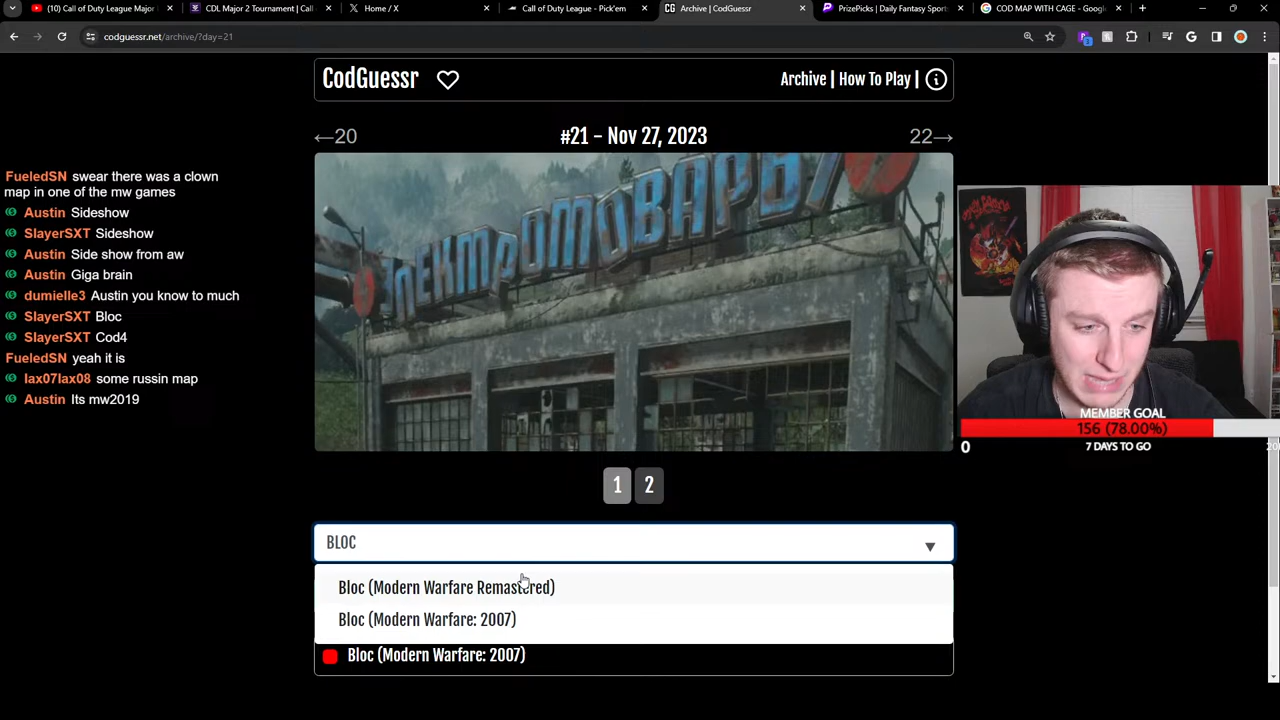 (10) Call of Duty League Major
CDL Major 2 Tournament | Call
Home / X
Call of Duty League - Pick'em
CG Archive | CodGuessr
PrizePicks | Daily Fantasy Sports
COD MAP WITH CAGE - Google
codguessr.net/archive/?day=21
CodGuessr
Archive | How To Play |
←20
#21 - Nov 27, 2023
22→
FueledSN swear there was a clown
map in one of the mw games
Austin Sideshow
SlayerSXT Sideshow
Austin Side show from aw
Austin Giga brain
dumielle3 Austin you know to much
SlayerSXT Bloc
SlayerSXT Cod4
FueledSN yeah it is
lax07lax08 some russin map
Austin Its mw2019
MEMBER GOAL
156 (78.00%)
0
7 DAYS TO GO
1
2
BLOC
Bloc (Modern Warfare Remastered)
Bloc (Modern Warfare: 2007)
Bloc (Modern Warfare: 2007)